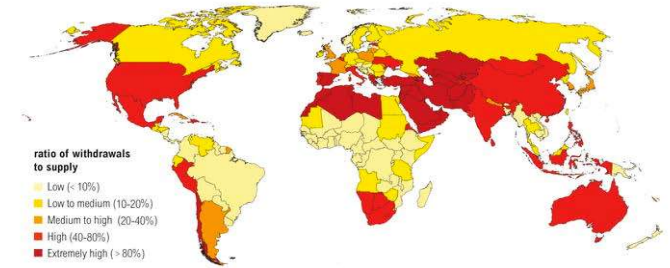 ratio of withdrawals
to supply
Low (< 10%)
Low to medium (10-20%)
Medium to high (20-40%)
High (40-80%)
Extremely high (> 80%)